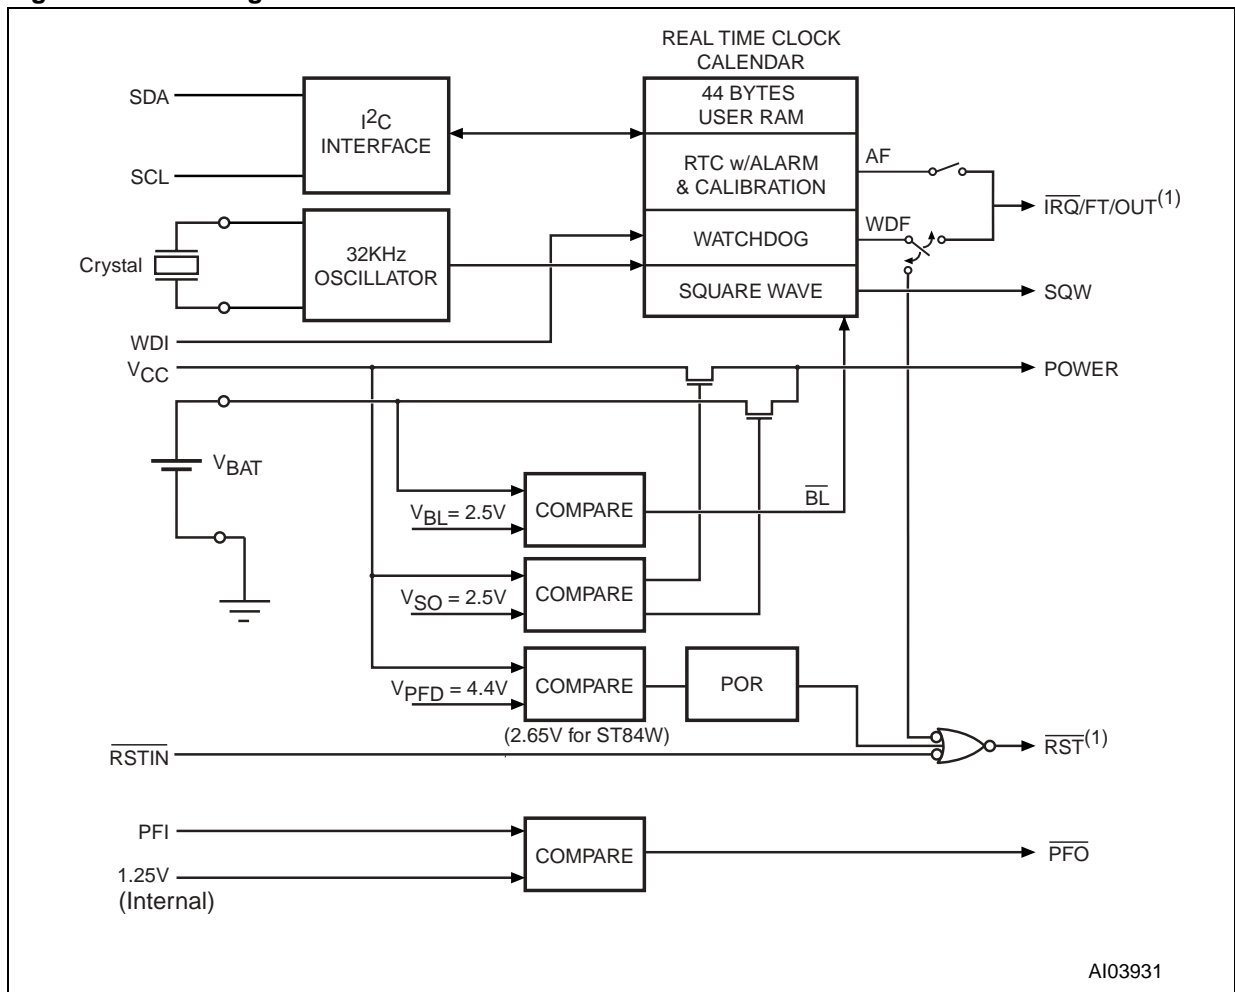 REAL TIME CLOCK
CALENDAR
SDA
I2C
INTERFACE
SCL
44 BYTES
USER RAM
RTC w/ALARM
& CALIBRATION
AF
IRQ/FT/OUT(1)
WDF
WATCHDOG
Crystal
32KHz
OSCILLATOR
SQUARE WAVE
SQW
WDI
VCC
POWER
VBAT
VBL= 2.5V
COMPARE
BL
VSO = 2.5V
COMPARE
VPFD = 4.4V
COMPARE
POR
(2.65V for ST84W)
RSTIN
RST(1)
PFI
COMPARE
PFO
1.25V
(Internal)
AI03931